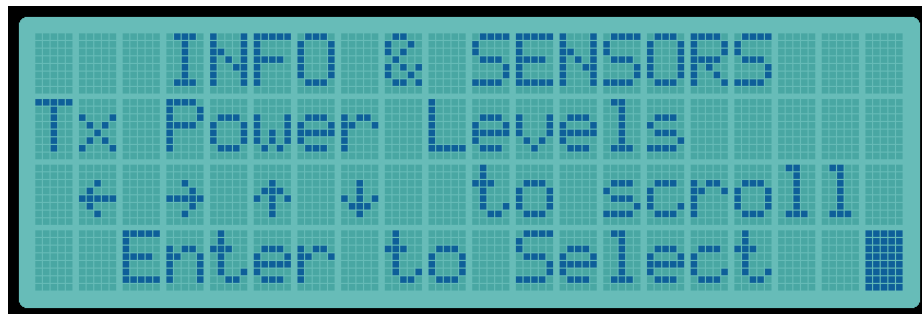 INFO & SENSORS
Tx Power Levels
← → ↑ ↓ to scroll
Enter to Select